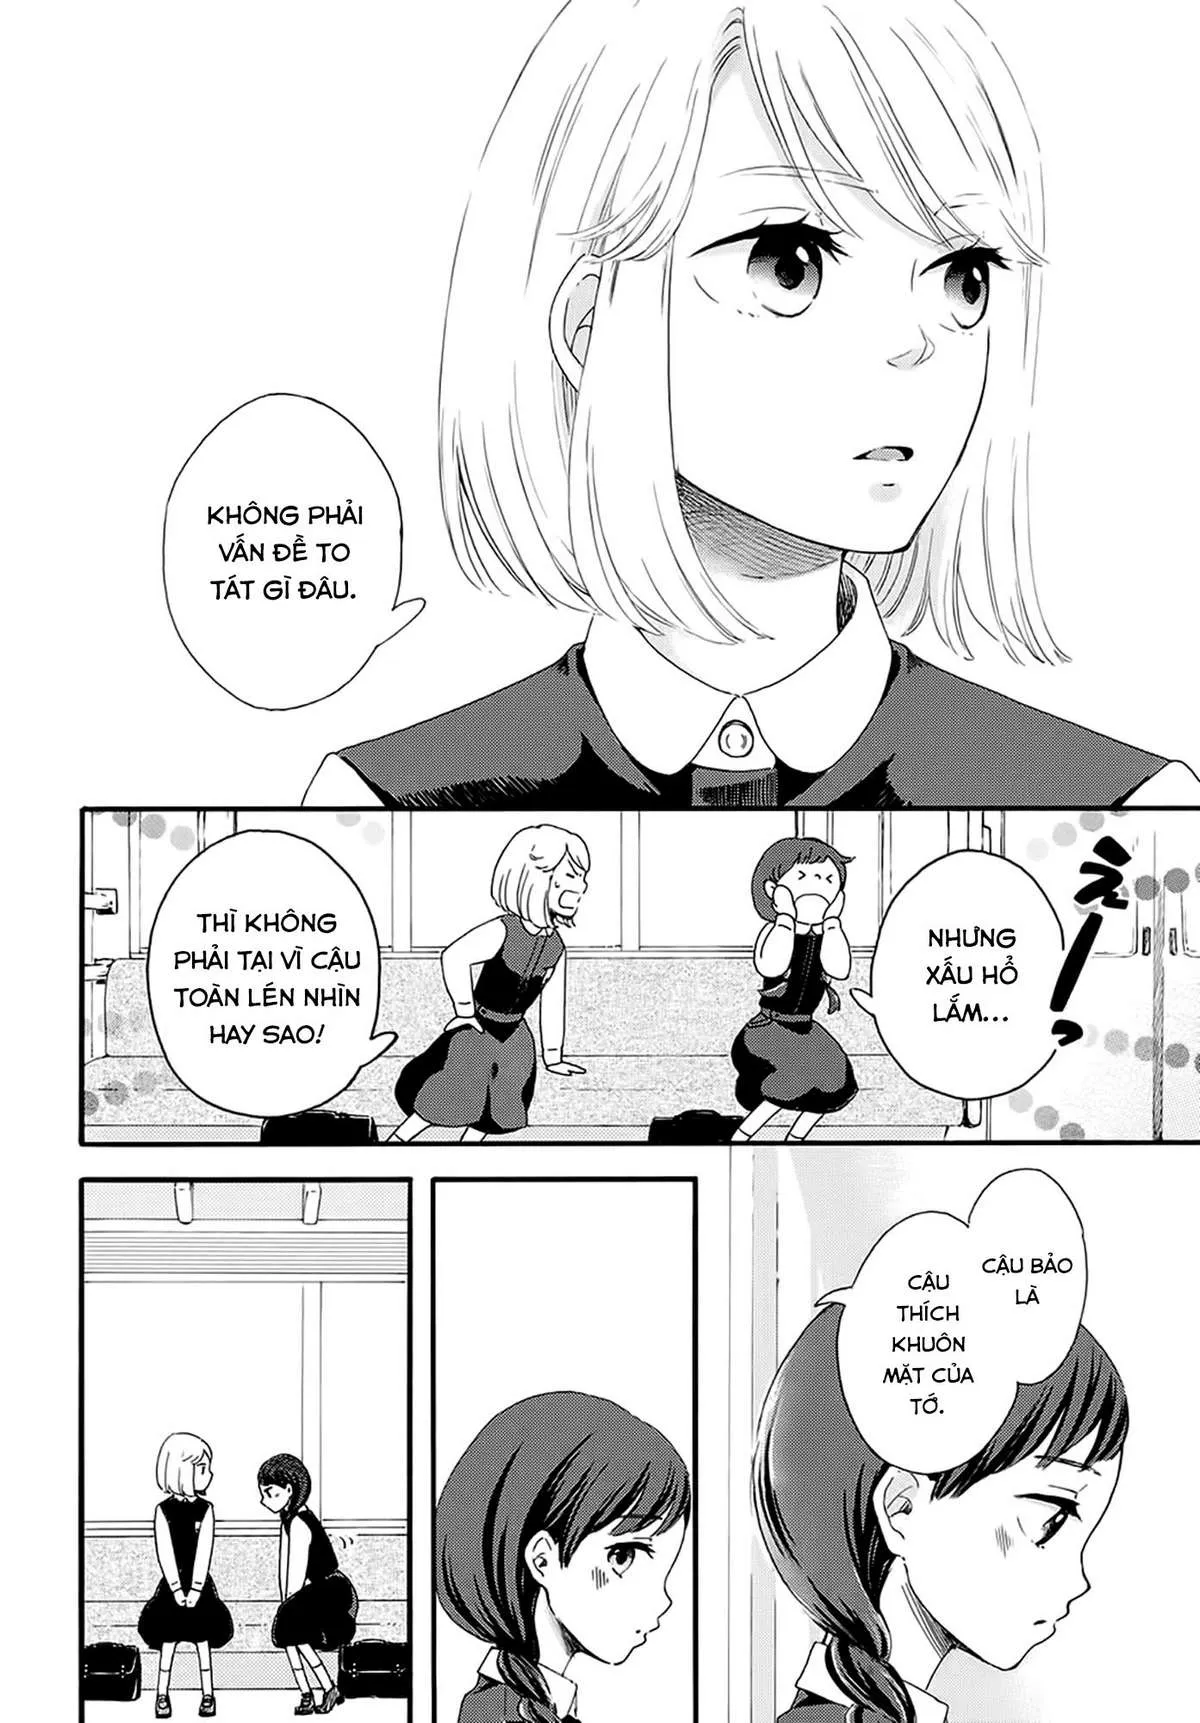 KHÔNG PHẢI
VẤN ĐỀ TO
TÁT GÌ ĐÂU.
えーっ
NHƯNG
XẤU HỔ
LẮM...
THÌ KHÔNG
PHẢI TẠI VÌ CẬU
TOÀN LÉN NHÌN
HAY SAO!
CẬU BẢO
LÀ
CẬU
THÍCH
KHUÔN
MẶT CỦA
TỚ.